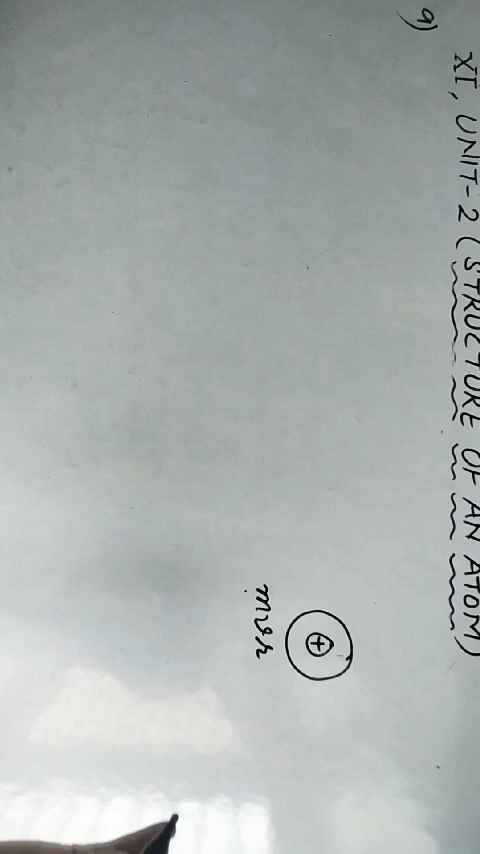 XI, UNIT-2 (STRUCTURE OF AN ATOM)
9)
+
mvr